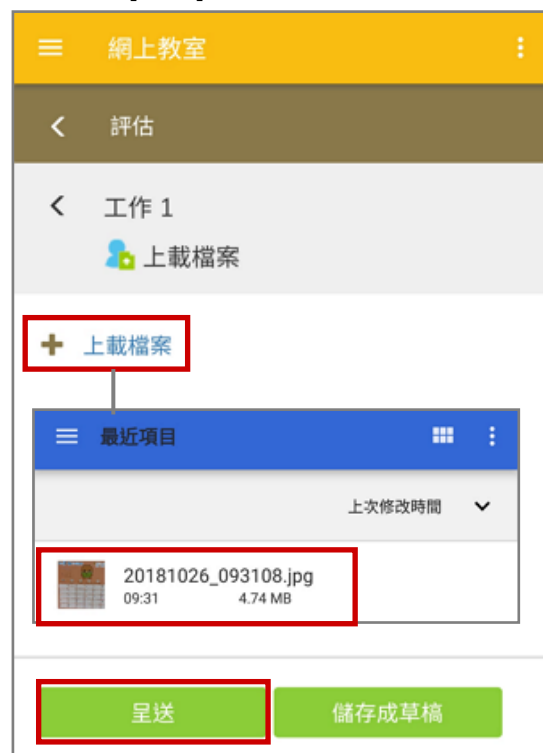 網上教室
評估
工作 1
上載檔案
上載檔案
最近項目
上次修改時間
20181026_093108.jpg
09:31 4.74 MB
呈送 儲存成草稿